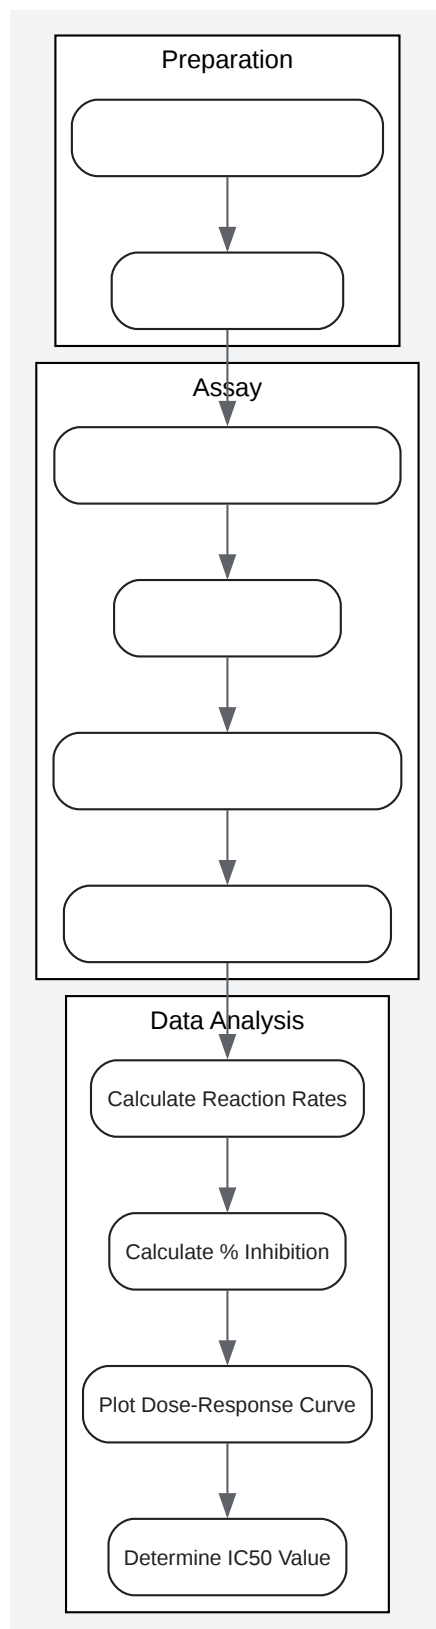 Preparation
Assay
Data Analysis
Calculate Reaction Rates
Calculate % Inhibition
Plot Dose-Response Curve
Determine IC50 Value